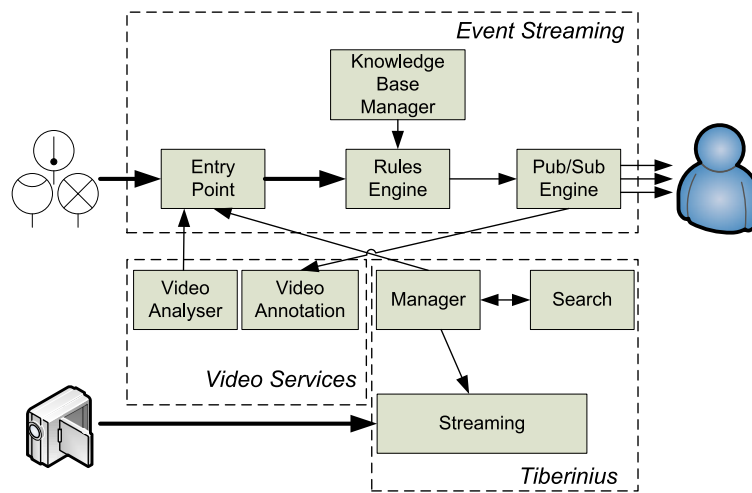 Event Streaming
Knowledge
Base
Manager
Entry
Point
Rules
Engine
Pub/Sub
Engine
Video
Analyser
Video
Annotation
Manager
Search
Video Services
Streaming
Tiberinius